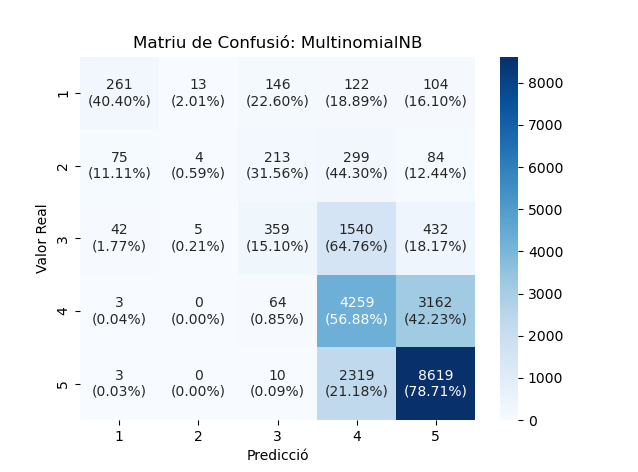 Matriu de Confusió: MultinomialNB
261 13 146 122 104
(40.40%) (2.01%) (22.60%) (18.89%) (16.10%)
75 4 213 299 84
(11.11%) (0.59%) (31.56%) (44.30%) (12.44%)
42 5 359 1540 432
(1.77%) (0.21%) (15.10%) (64.76%) (18.17%)
3 0 64 4259 3162
(0.04%) (0.00%) (0.85%) (56.88%) (42.23%)
3 0 10 2319 8619
(0.03%) (0.00%) (0.09%) (21.18%) (78.71%)
1
2
3
4
5
Valor Real
1 2 3 4 5
Predicció
8000
7000
6000
5000
4000
3000
2000
1000
0